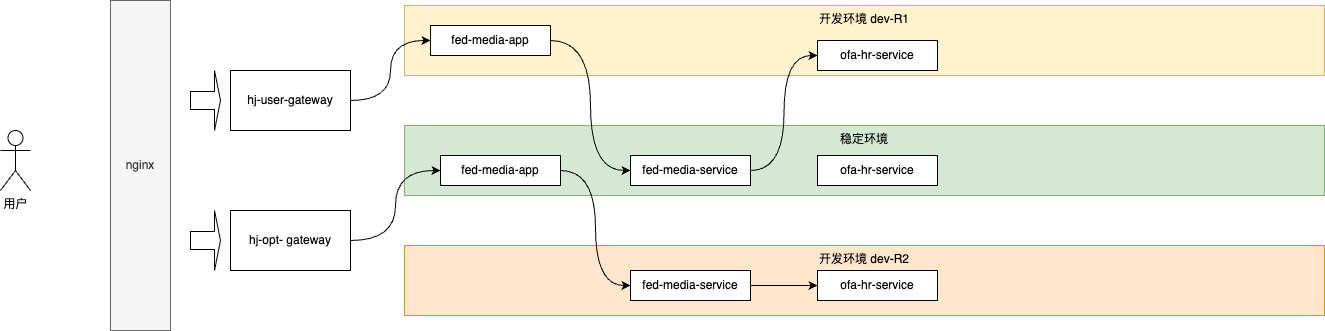 用户
nginx
hj-user-gateway
hj-opt- gateway
开发环境 dev-R1
fed-media-app
ofa-hr-service
稳定环境
fed-media-app
fed-media-service
ofa-hr-service
开发环境 dev-R2
fed-media-service
ofa-hr-service